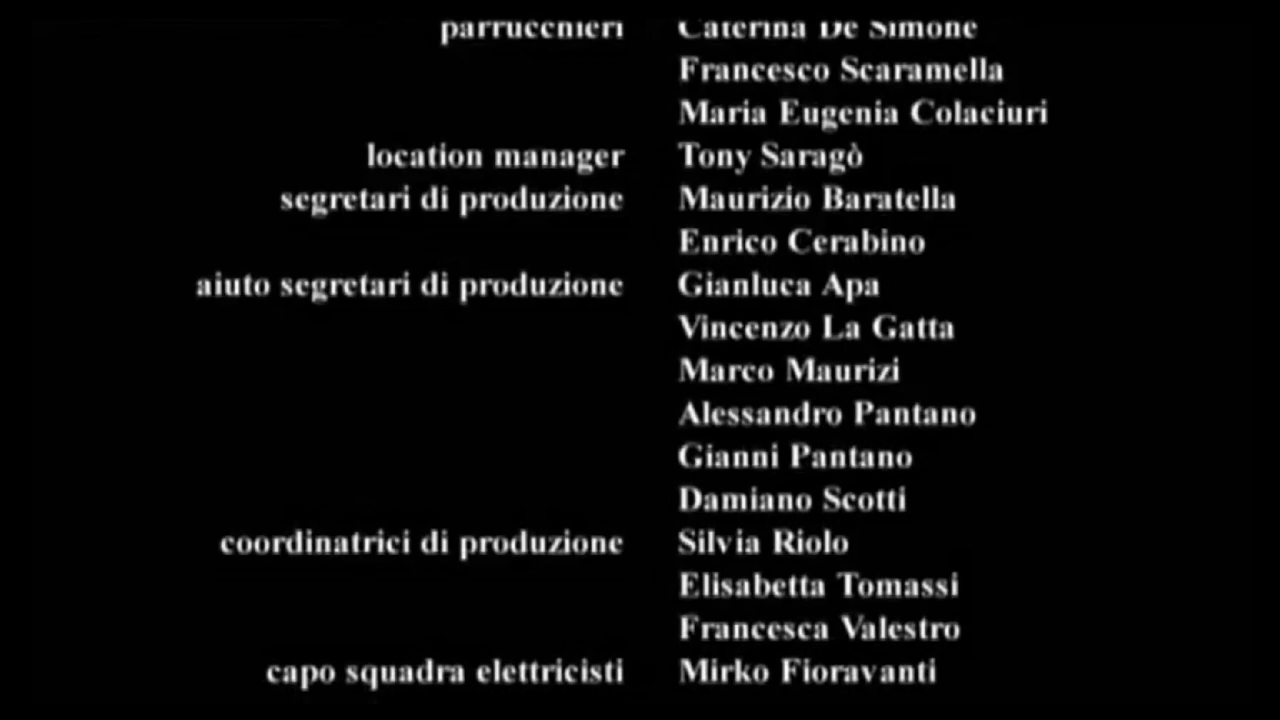 parrucchieri Caterina De Simone
Francesco Scaramella
Maria Eugenia Colaciuri
location manager Tony Saragò
segretari di produzione Maurizio Baratella
Enrico Cerabino
aiuto segretari di produzione Gianluca Apa
Vincenzo La Gatta
Marco Maurizi
Alessandro Pantano
Gianni Pantano
Damiano Scotti
coordinatrici di produzione Silvia Riolo
Elisabetta Tomassi
Francesca Valestro
capo squadra elettricisti Mirko Fioravanti